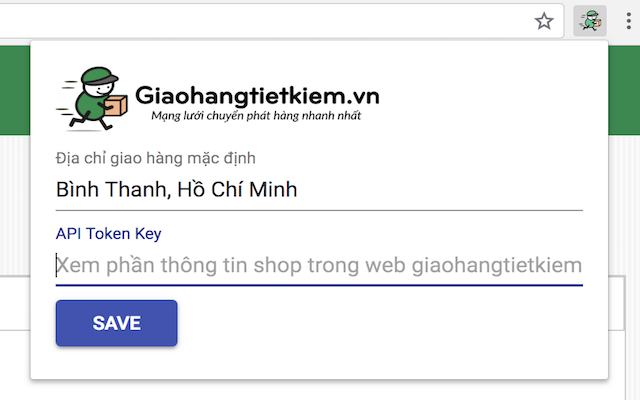 Giaohangtietkiem.vn
Mạng lưới chuyển phát hàng nhanh nhất
Địa chỉ giao hàng mặc định
Bình Thanh, Hồ Chí Minh
API Token Key
Xem phần thông tin shop trong web giaohangtietkiem
SAVE